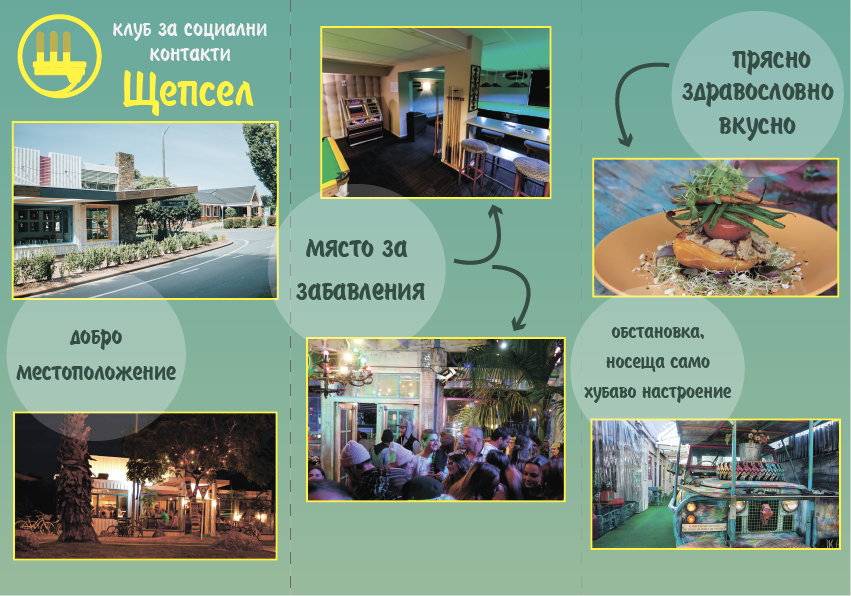 клуб за социални
контакти
Щепсел
добро
местоположение
място за
забавления
прясно
здравословно
вкусно
обстановка,
носеща само
хубаво настроение